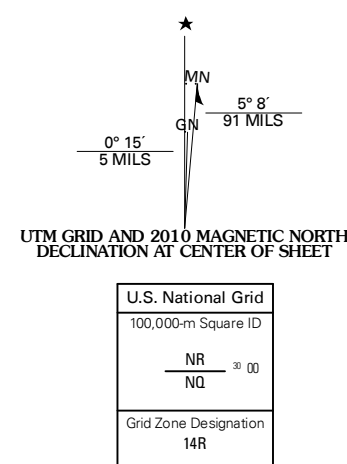 ★
MN
GN
5° 8´
91 MILS
0° 15´
5 MILS
UTM GRID AND 2010 MAGNETIC NORTH
DECLINATION AT CENTER OF SHEET
U.S. National Grid
100,000-m Square ID
NR
30 00
NQ
Grid Zone Designation
14R